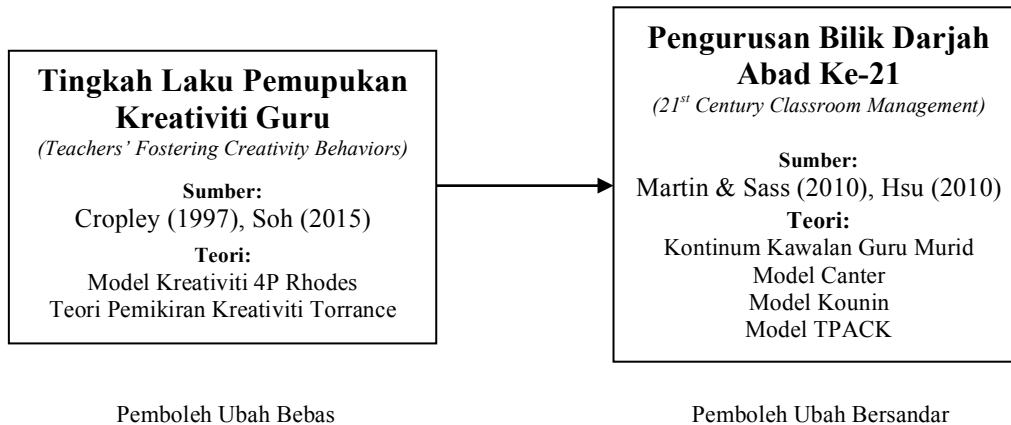 Tingkah Laku Pemupukan
Kreativiti Guru
(Teachers' Fostering Creativity Behaviors)
Sumber:
Cropley (1997), Soh (2015)
Teori:
Model Kreativiti 4P Rhodes
Teori Pemikiran Kreativiti Torrance
Pengurusan Bilik Darjah
Abad Ke-21
(21st Century Classroom Management)
Sumber:
Martin & Sass (2010), Hsu (2010)
Teori:
Kontinum Kawalan Guru Murid
Model Canter
Model Kounin
Model TPACK
Pemboleh Ubah Bebas
Pemboleh Ubah Bersandar